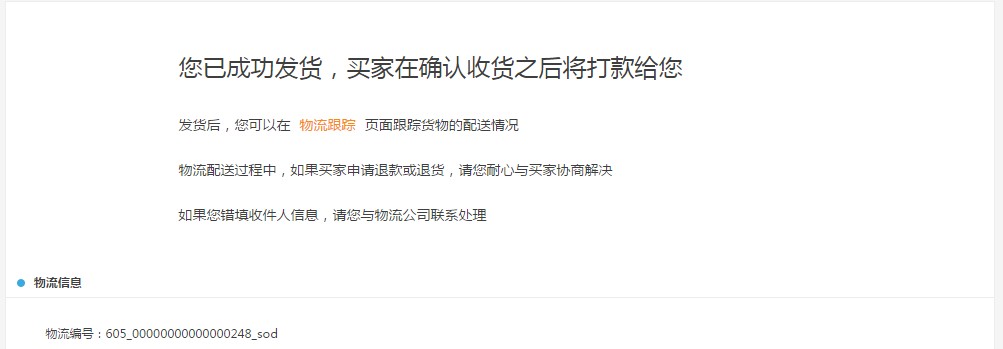 您已成功发货，买家在确认收货之后将打款给您
发货后，您可以在 物流跟踪 页面跟踪货物的配送情况
物流配送过程中，如果买家申请退款或退货，请您耐心与买家协商解决
如果您错填收件人信息，请您与物流公司联系处理
物流信息
物流编号：605_00000000000000248_sod